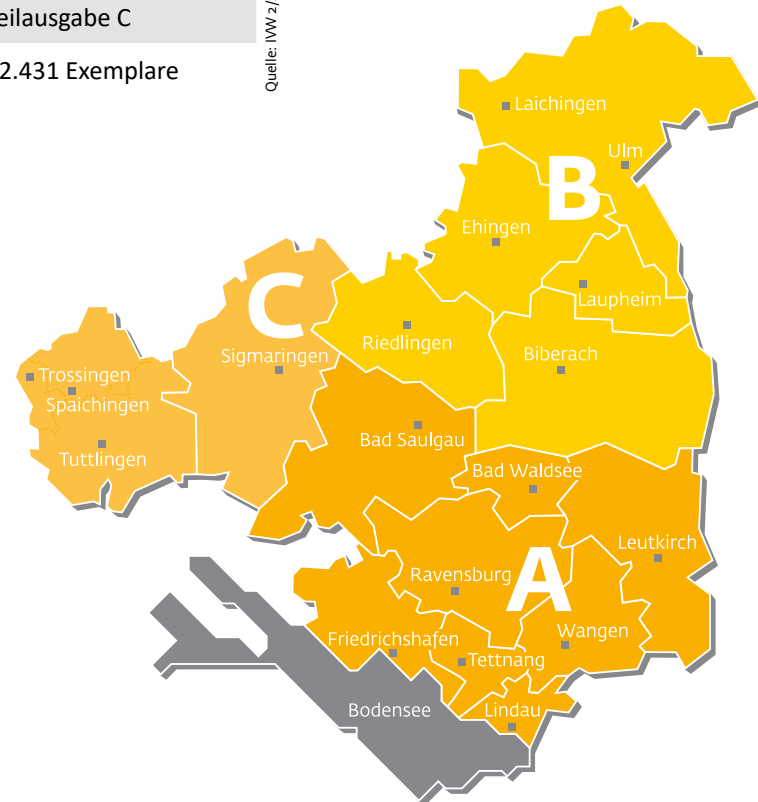 eilausgabe C
2.431 Exemplare
Quelle: IVW 2/
Laichingen
Ulm
B
Ehingen
Laupheim
C
Riedlingen
Sigmaringen
Biberach
Trossingen
Spaichingen
Bad Saulgau
Tuttlingen
Bad Waldsee
Leutkirch
A
Ravensburg
Wangen
Friedrichshafen
Tettnang
Bodensee
Lindau